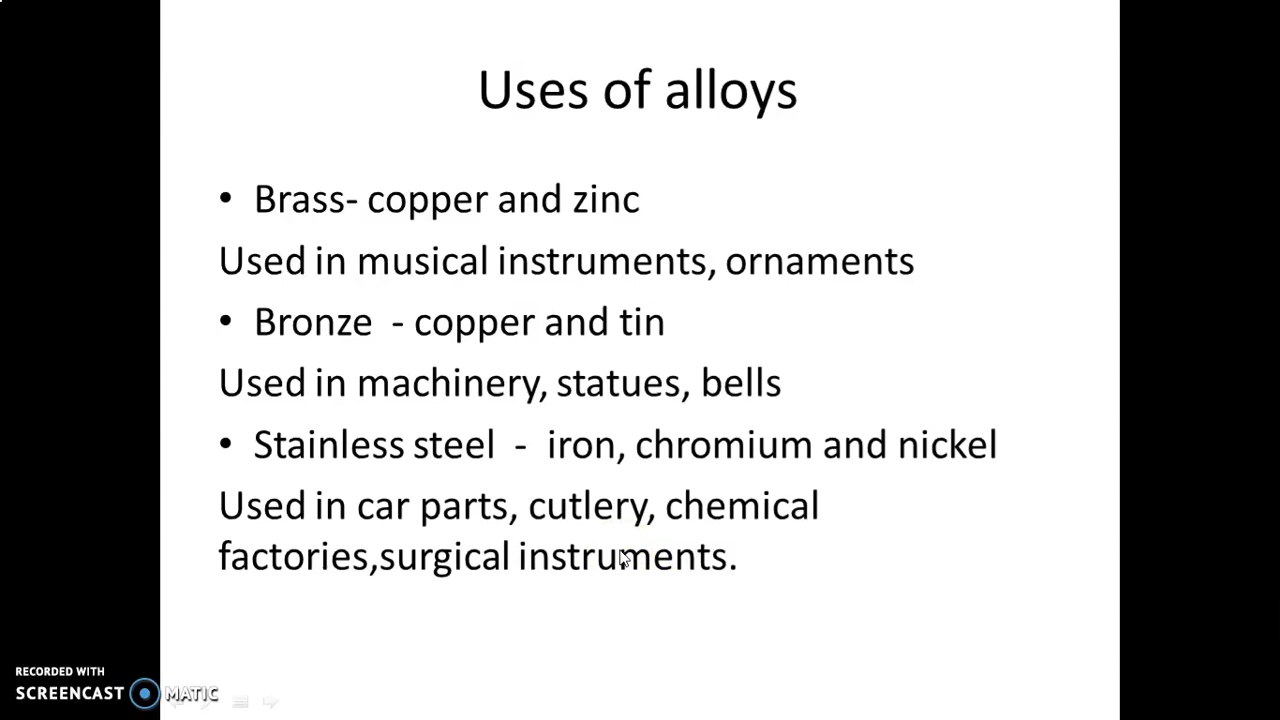 Uses of alloys
• Brass- copper and zinc
Used in musical instruments, ornaments
• Bronze  - copper and tin
Used in machinery, statues, bells
• Stainless steel  -  iron, chromium and nickel
Used in car parts, cutlery, chemical
factories,surgical instruments.
RECORDED WITH
SCREENCAST MATIC